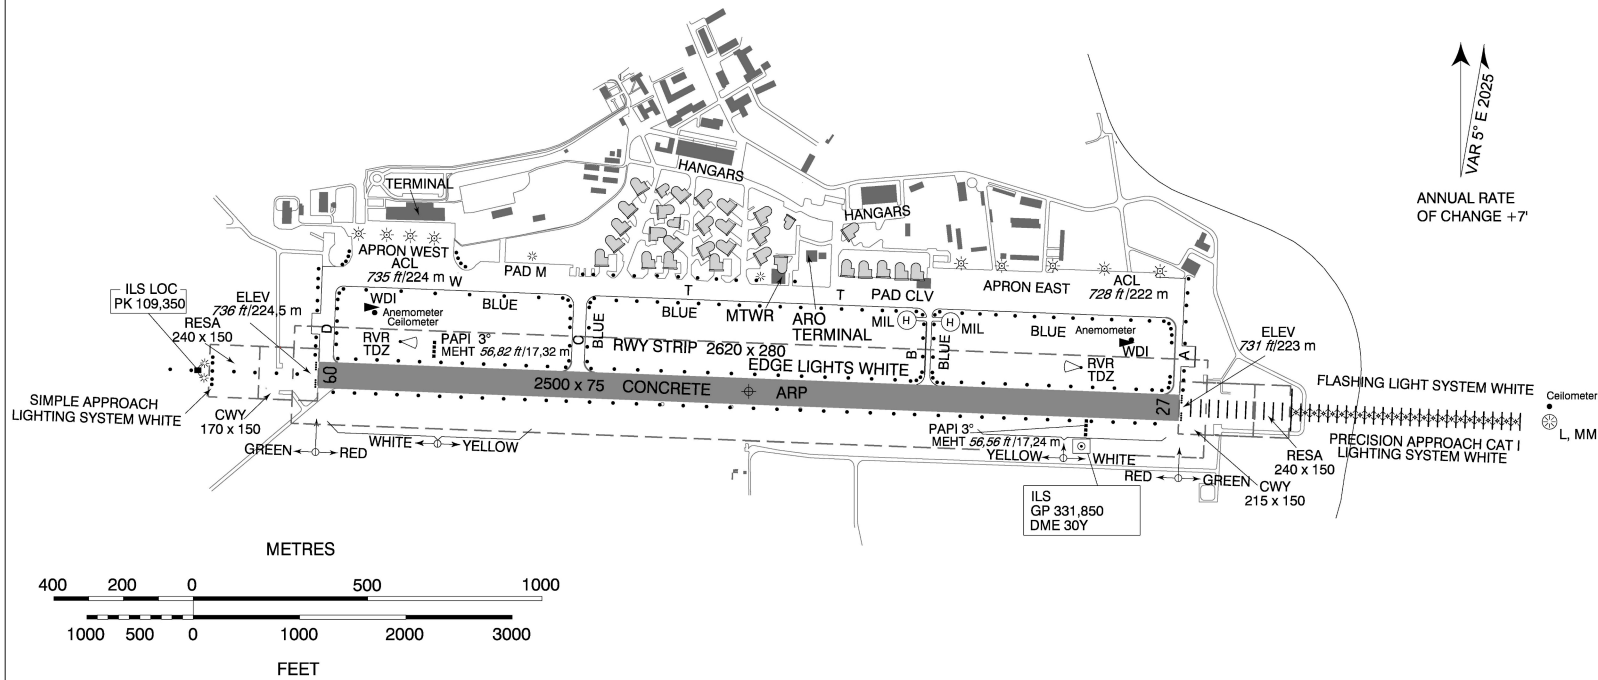 VAR 5° E 2025
ANNUAL RATE
OF CHANGE +7'
HANGARS
TERMINAL
HANGARS
APRON WEST
ACL
735 ft/224 m
W
PAD M
APRON EAST
ACL
728 ft/222 m
ILS LOC
PK 109,350
ELEV
736 ft/224,5 m
RESA
240 x 150
WDI
Anemometer
Ceilometer
BLUE
T
BLUE
MTWR
ARO
TERMINAL
T
PAD CLV
MIL
H
H
MIL
BLUE
Anemometer
WDI
ELEV
731 ft/223 m
D
RVR
TDZ
PAPI 3°
MEHT 56,82 ft/17,32 m
C
BLUE
RWY STRIP 2620 x 280
EDGE LIGHTS WHITE
B
BLUE
RVR
TDZ
A
09
2500 x 75
CONCRETE
ARP
27
SIMPLE APPROACH
LIGHTING SYSTEM WHITE
CWY
170 x 150
GREEN
RED
WHITE
YELLOW
PAPI 3°
MEHT 56,56 ft/17,24 m
YELLOW
WHITE
RED
GREEN
FLASHING LIGHT SYSTEM WHITE
Ceilometer
L, MM
PRECISION APPROACH CAT I
LIGHTING SYSTEM WHITE
RESA
240 x 150
CWY
215 x 150
ILS
GP 331,850
DME 30Y
METRES
400 200 0 500 1000
1000 500 0 1000 2000 3000
FEET